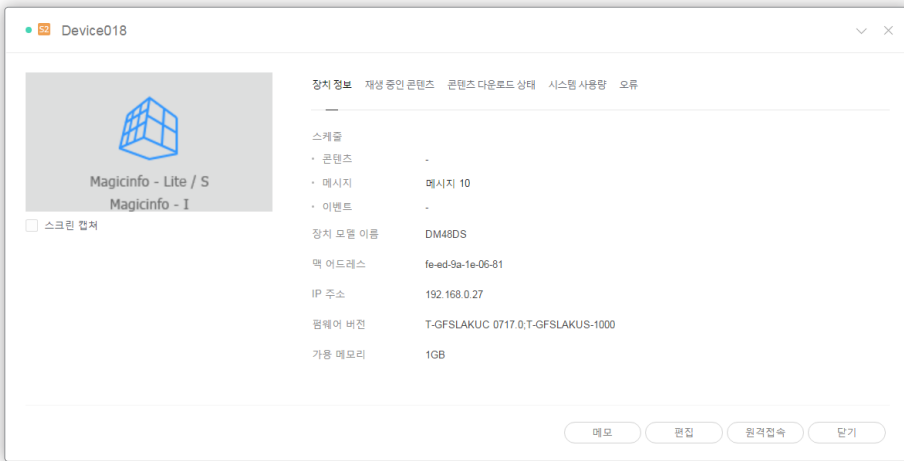 S2 Device018
장치 정보 재생 중인 콘텐츠 콘텐츠 다운로드 상태 시스템 사용량 오류
Magicinfo - Lite / S
Magicinfo - I
스크린 캡쳐
스케줄
• 콘텐츠 -
• 메시지 메시지 10
• 이벤트 -
장치 모델 이름 DM48DS
맥 어드레스 fe-ed-9a-1e-06-81
IP 주소 192.168.0.27
펌웨어 버전 T-GFSLAKUC 0717.0;T-GFSLAKUS-1000
가용 메모리 1GB
메모 편집 원격접속 닫기